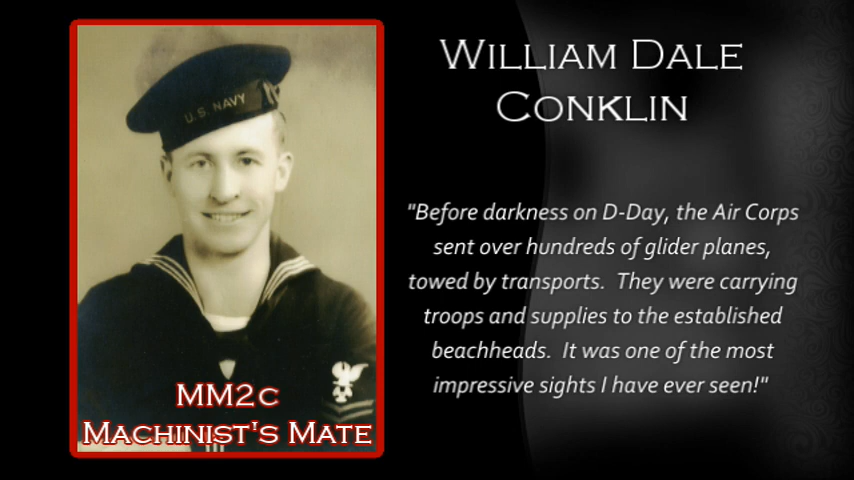 U.S. NAVY
MM2c
Machinist's Mate
William Dale
Conklin
"Before darkness on D-Day, the Air Corps
sent over hundreds of glider planes,
towed by transports.  They were carrying
troops and supplies to the established
beachheads.  It was one of the most
impressive sights I have ever seen!"